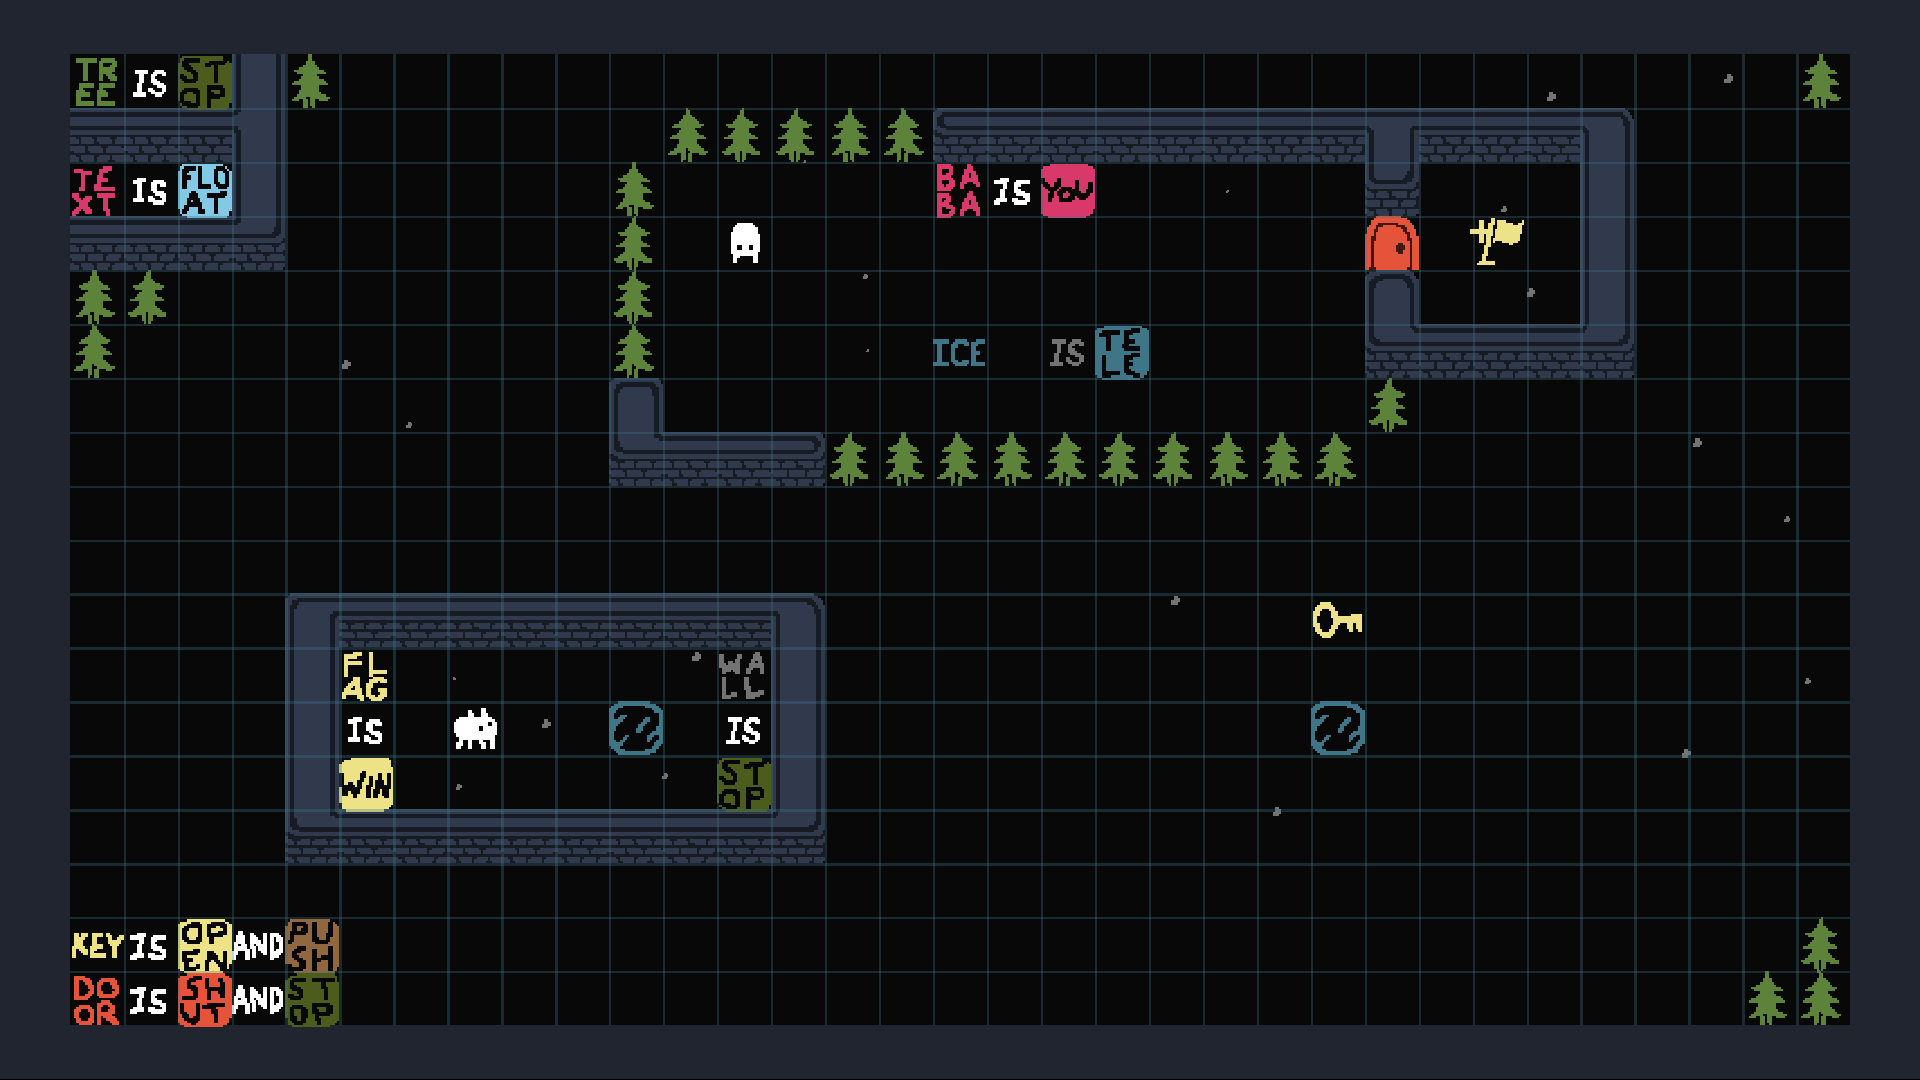 TREE IS STOP
TEXT IS FLOAT
BABA IS YOU
ICE IS TELE
FLAG WALL
IS IS
WIN STOP
KEY IS OPEN AND PUSH
DOOR IS SHUT AND STOP